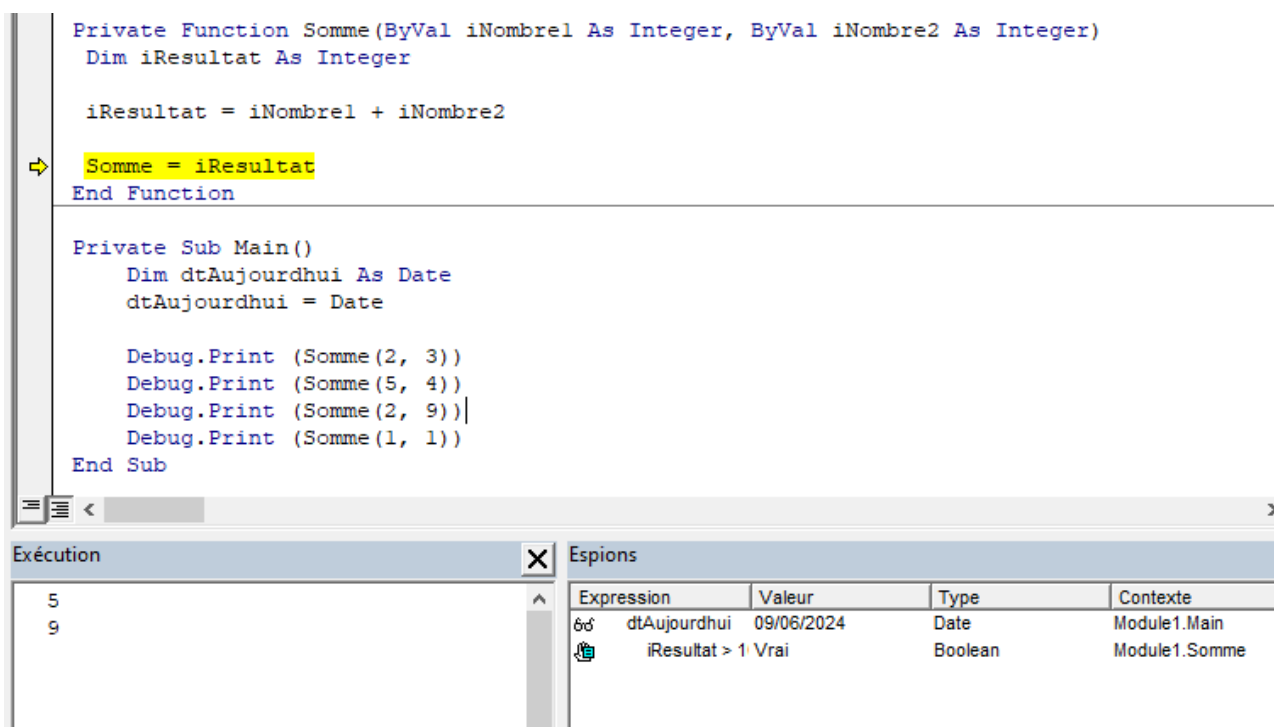 Private Function Somme(ByVal iNombre1 As Integer, ByVal iNombre2 As Integer)
Dim iResultat As Integer
iResultat = iNombre1 + iNombre2
Somme = iResultat
End Function
Private Sub Main()
Dim dtAujourdhui As Date
dtAujourdhui = Date
Debug.Print (Somme(2, 3))
Debug.Print (Somme(5, 4))
Debug.Print (Somme(2, 9))
Debug.Print (Somme(1, 1))
End Sub
Exécution
5
9
Espions
Expression Valeur Type Contexte
dtAujourdhui 09/06/2024 Date Module1.Main
iResultat > 1 Vrai Boolean Module1.Somme